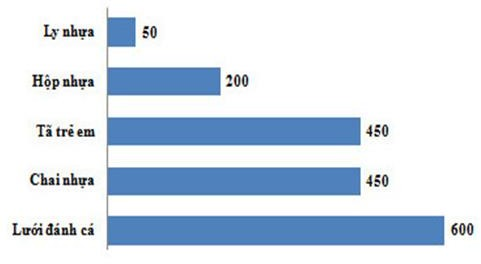 Ly nhựa 50
Hộp nhựa 200
Tã trẻ em 450
Chai nhựa 450
Lưới đánh cá 600